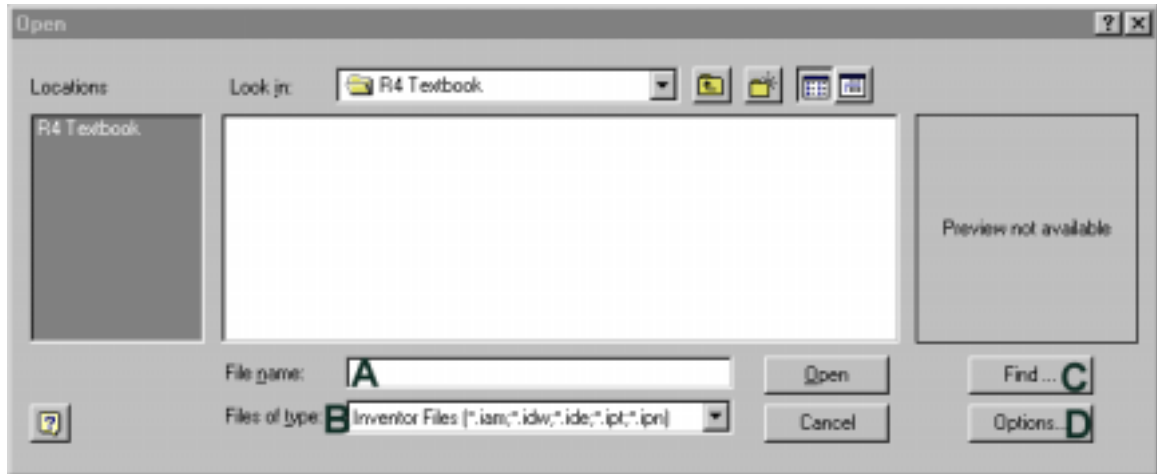 Open
Locations
Look in: R4 Textbook
R4 Textbook
Preview not available
File name: A
Open
Find ... C
Files of type: B Inventor Files (*.iam;*.idw;*.ide;*.ipt;*.ipn)
Cancel
Options... D